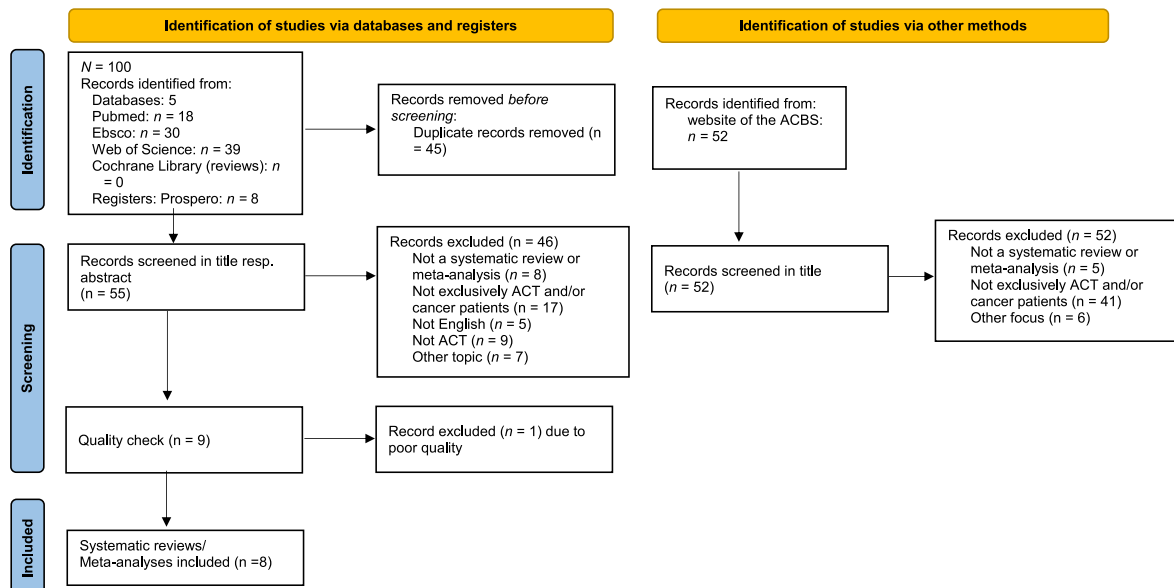 Identification of studies via databases and registers
Identification of studies via other methods
Identification
N = 100
Records identified from:
Databases: 5
Pubmed: n = 18
Ebsco: n = 30
Web of Science: n = 39
Cochrane Library (reviews): n
= 0
Registers: Prospero: n = 8
Records removed before
screening:
Duplicate records removed (n
= 45)
Records identified from:
website of the ACBS:
n = 52
Screening
Records screened in title resp.
abstract
(n = 55)
Records excluded (n = 46)
Not a systematic review or
meta-analysis (n = 8)
Not exclusively ACT and/or
cancer patients (n = 17)
Not English (n = 5)
Not ACT (n = 9)
Other topic (n = 7)
Records screened in title
(n = 52)
Records excluded (n = 52)
Not a systematic review or
meta-analysis (n = 5)
Not exclusively ACT and/or
cancer patients (n = 41)
Other focus (n = 6)
Quality check (n = 9)
Record excluded (n = 1) due to
poor quality
Included
Systematic reviews/
Meta-analyses included (n =8)